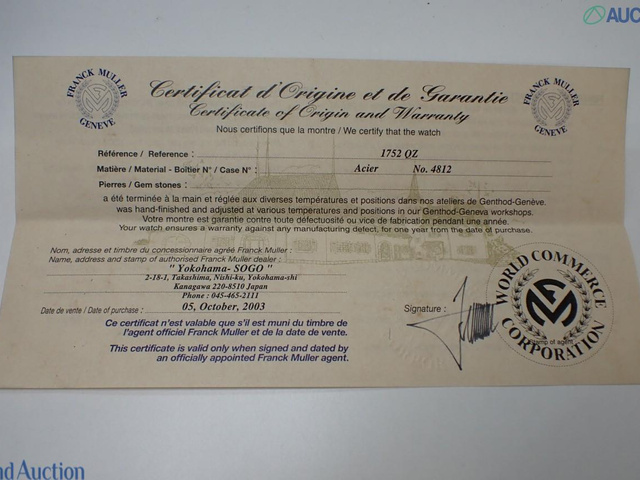 AUC
FRANCK MULLER
GENEVE
Certificat d'Origine et de Garantie
Certificate of Origin and Warranty
FRANCK MULLER
GENEVE
Nous certifions que la montre / We certify that the watch
Référence / Reference : 1752 QZ
Matière / Material - Boîtier N° / Case N° : Acier No. 4812
Pierres / Gem stones :
a été terminée à la main et réglée aux diverses températures et positions dans nos ateliers de Genthod-Genève.
was hand-finished and adjusted at various temperatures and positions in our Genthod-Geneva workshops.
Votre montre est garantie contre toute défectuosité ou vice de fabrication pendant une année.
Your watch ensures a warranty against any manufacturing defect, for one year from the date of purchase.
Nom, adresse et timbre du concessionnaire agréé Franck Muller :
Name, address and stamp of authorised Franck Muller dealer :
" Yokohama- SOGO "
2-18-1, Takashima, Nishi-ku, Yokohama-shi
Kanagawa 220-8510 Japan
Phone : 045-465-2111
Date de vente / Date of purchase : 05, October, 2003
Signature :
WORLD COMMERCE
CORPORATION
Stamp of agent
Ce certificat n'est valable que s'il est muni du timbre de
l'agent officiel Franck Muller et de la date de vente.
This certificate is valid only when signed and dated by
an officially appointed Franck Muller agent.
nd Auction